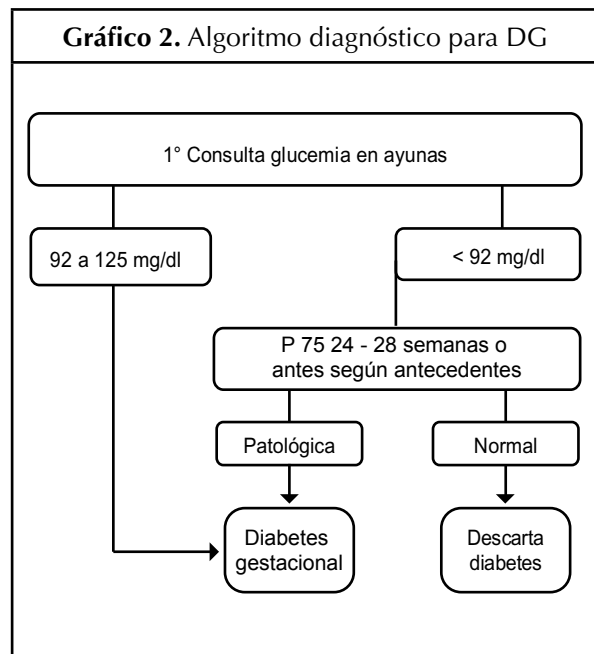 Gráfico 2. Algoritmo diagnóstico para DG
1° Consulta glucemia en ayunas
92 a 125 mg/dl
< 92 mg/dl
P 75 24 - 28 semanas o
antes según antecedentes
Patológica
Normal
Diabetes
gestacional
Descarta
diabetes